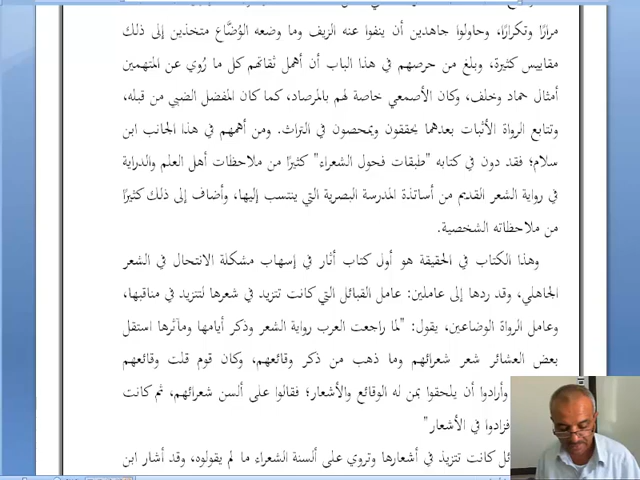 مرارًا وتكرارًا، وحاولوا جاهدين أن ينفوا عنه الزيف وما وضعه الوُضَّاع متخذين إلى ذلك
مقاييس كثيرة، وبلغ من حرصهم في هذا الباب أن أهمل ثقاتهم كل ما رُوي عن المتهمين
أمثال حماد وخلف، وكان الأصمعي خاصة لهم بالمرصاد، كما كان المفضل الضبي من قبله،
وتتابع الرواة الأثبات بعدهما يحققون ويمحصون في التراث. ومن أهمهم في هذا الجانب ابن
سلام؛ فقد دون في كتابه "طبقات فحول الشعراء" كثيرًا من ملاحظات أهل العلم والدراية
في رواية الشعر القديم من أساتذة المدرسة البصرية التي ينتسب إليها، وأضاف إلى ذلك كثيرًا
من ملاحظاته الشخصية.
وهذا الكتاب في الحقيقة هو أول كتاب أثار في إسهاب مشكلة الانتحال في الشعر
الجاهلي، وقد ردها إلى عاملين: عامل القبائل التي كانت تتزيد في شعرها لتتزيد في مناقبها،
وعامل الرواة الوضاعين، يقول: "لما راجعت العرب رواية الشعر وذكر أيامها ومآثرها استقل
بعض العشائر شعر شعرائهم وما ذهب من ذكر وقائعهم، وكان قوم قلت وقائعهم
وأرادوا أن يلحقوا بمن له الوقائع والأشعار؛ فقالوا على ألسن شعرائهم، ثم كانت
فزادوا في الأشعار"
كانت تتزيد في أشعارها وتروي على ألسنة الشعراء ما لم يقولوه، وقد أشار ابن